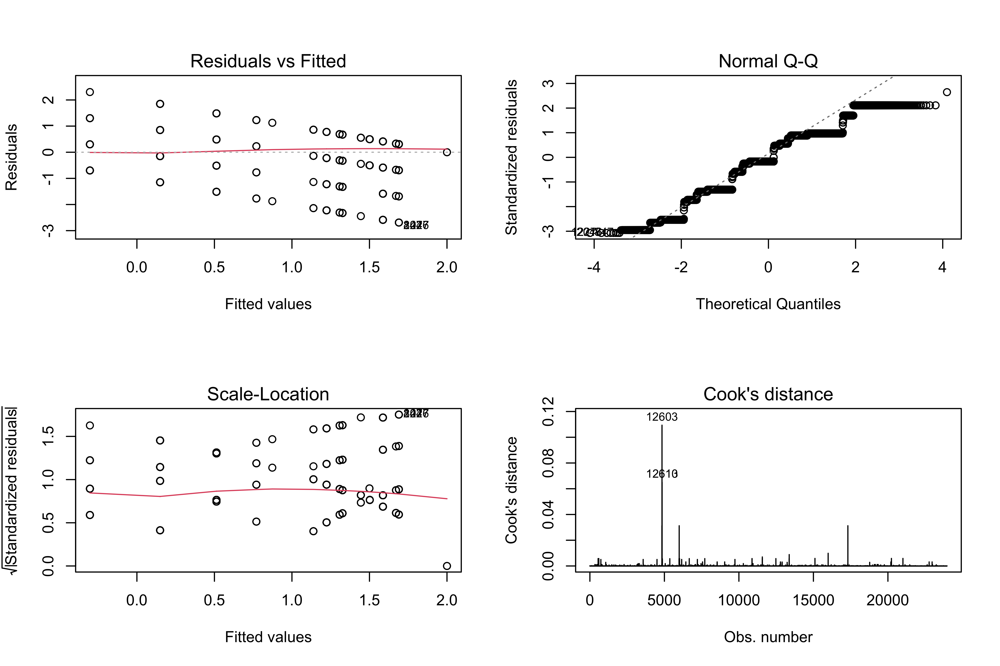 Residuals vs Fitted
Residuals
2
1
0
-1
-3
0.0 0.5 1.0 1.5 2.0
Fitted values
Normal Q-Q
Standardized residuals
3
2
1
0
-1
-3
-4 -2 0 2 4
Theoretical Quantiles
Scale-Location
√|Standardized residuals|
1.5
1.0
0.5
0.0
0.0 0.5 1.0 1.5 2.0
Fitted values
Cook's distance
Cook's distance
0.12
0.08
0.04
0.00
12603
0 5000 10000 15000 20000
Obs. number